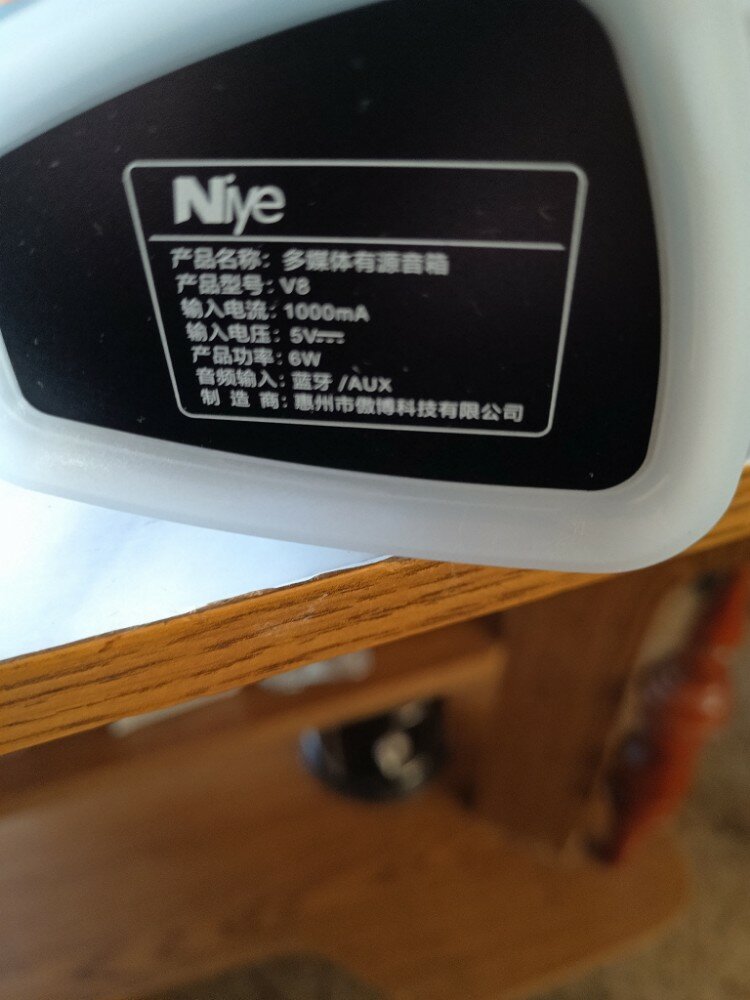 Niye
产品名称：多媒体有源音箱
产品型号：V8
输入电流：1000mA
输入电压：5V⎓
产品功率：6W
音频输入：蓝牙 /AUX
制 造 商：惠州市傲博科技有限公司